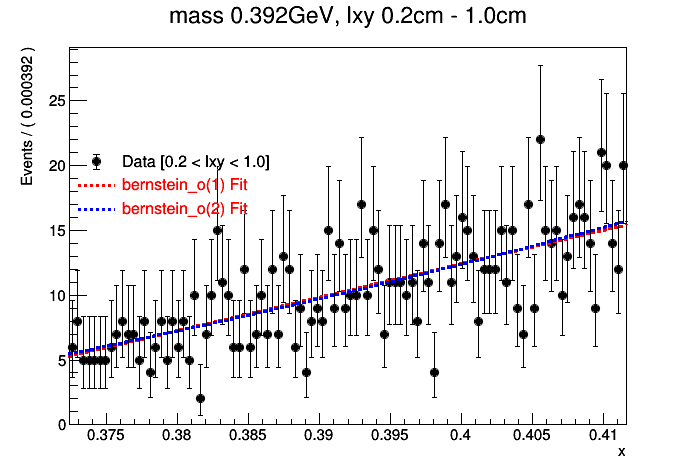 mass 0.392GeV, lxy 0.2cm - 1.0cm
Events / ( 0.000392 )
25
20
15
10
5
0
Data [0.2 < lxy < 1.0]
bernstein_o(1) Fit
bernstein_o(2) Fit
0.375 0.38 0.385 0.39 0.395 0.4 0.405 0.41
x